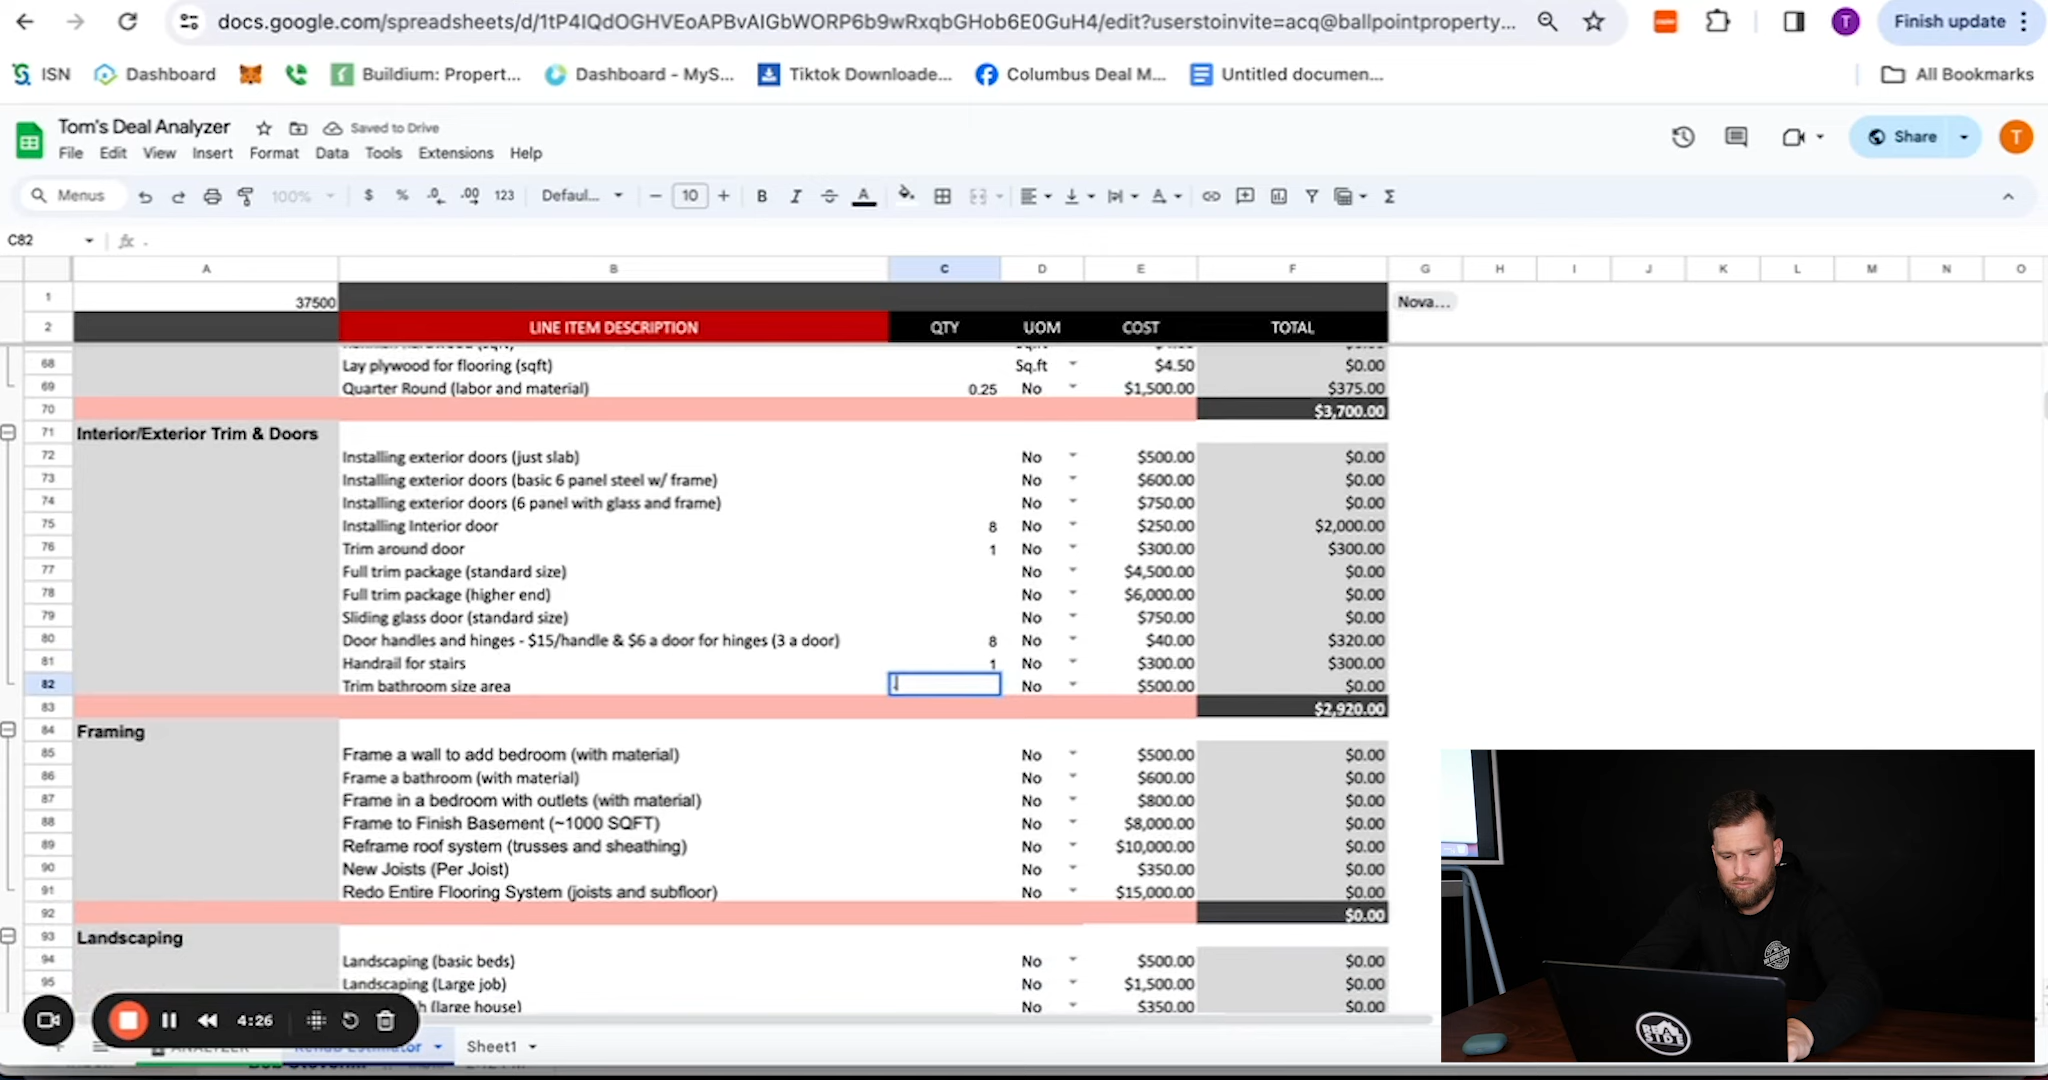 docs.google.com/spreadsheets/d/1tP4IQdOGHVEoAPBvAIGbWORP6b9wRxqbGHob6E0GuH4/edit?userstoinvite=acq@ballpointproperty...
Finish update
ISN Dashboard Buildium: Propert... Dashboard - MyS... Tiktok Downloade... Columbus Deal M... Untitled documen... All Bookmarks
Tom's Deal Analyzer Saved to Drive
File Edit View Insert Format Data Tools Extensions Help
Share T
Menus 100% $ % .0 .00 123 Defaul... − 10 + B I A
C82 fx .
A B C D E F G H I J K L M N O
1 37500 Nova...
2 LINE ITEM DESCRIPTION QTY UOM COST TOTAL
68 Lay plywood for flooring (sqft) Sq.ft $4.50 $0.00
69 Quarter Round (labor and material) 0.25 No $1,500.00 $375.00
70 $3,700.00
71 Interior/Exterior Trim & Doors
72 Installing exterior doors (just slab) No $500.00 $0.00
73 Installing exterior doors (basic 6 panel steel w/ frame) No $600.00 $0.00
74 Installing exterior doors (6 panel with glass and frame) No $750.00 $0.00
75 Installing Interior door 8 No $250.00 $2,000.00
76 Trim around door 1 No $300.00 $300.00
77 Full trim package (standard size) No $4,500.00 $0.00
78 Full trim package (higher end) No $6,000.00 $0.00
79 Sliding glass door (standard size) No $750.00 $0.00
80 Door handles and hinges - $15/handle & $6 a door for hinges (3 a door) 8 No $40.00 $320.00
81 Handrail for stairs 1 No $300.00 $300.00
82 Trim bathroom size area . No $500.00 $0.00
83 $2,920.00
84 Framing
85 Frame a wall to add bedroom (with material) No $500.00 $0.00
86 Frame a bathroom (with material) No $600.00 $0.00
87 Frame in a bedroom with outlets (with material) No $800.00 $0.00
88 Frame to Finish Basement (~1000 SQFT) No $8,000.00 $0.00
89 Reframe roof system (trusses and sheathing) No $10,000.00 $0.00
90 New Joists (Per Joist) No $350.00 $0.00
91 Redo Entire Flooring System (joists and subfloor) No $15,000.00 $0.00
92 $0.00
93 Landscaping
94 Landscaping (basic beds) No $500.00 $0.00
95 Landscaping (Large job) No $1,500.00 $0.00
(large house) No $350.00 $0.00
4:26
ANALYZER Rehab Estimator Sheet1
REAL SIDE